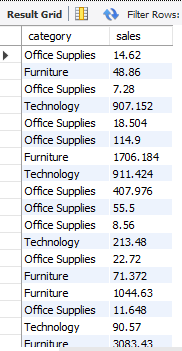 Result Grid Filter Rows:
category sales
Office Supplies 14.62
Furniture 48.86
Office Supplies 7.28
Technology 907.152
Office Supplies 18.504
Office Supplies 114.9
Furniture 1706.184
Technology 911.424
Office Supplies 407.976
Office Supplies 55.5
Office Supplies 8.56
Technology 213.48
Office Supplies 22.72
Furniture 71.372
Furniture 1044.63
Office Supplies 11.648
Technology 90.57
Furniture 3083.43